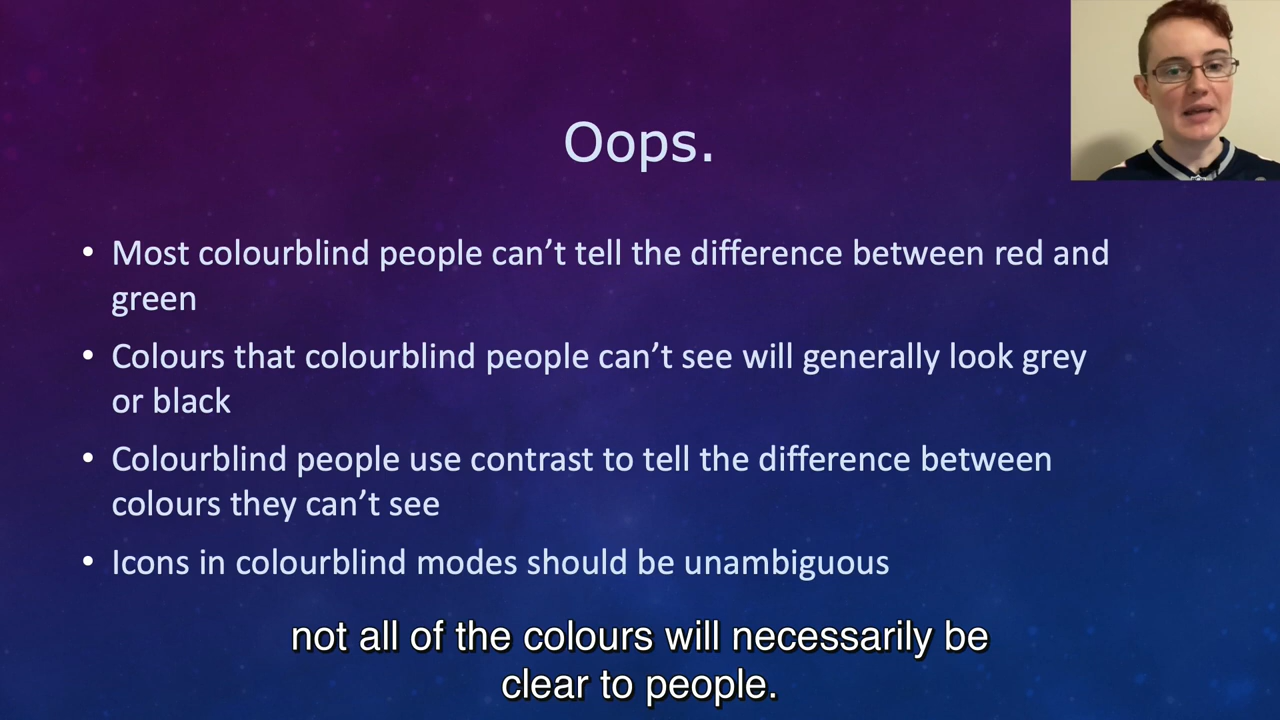 Oops.
• Most colourblind people can’t tell the difference between red and
green
• Colours that colourblind people can’t see will generally look grey
or black
• Colourblind people use contrast to tell the difference between
colours they can’t see
• Icons in colourblind modes should be unambiguous
not all of the colours will necessarily be
clear to people.